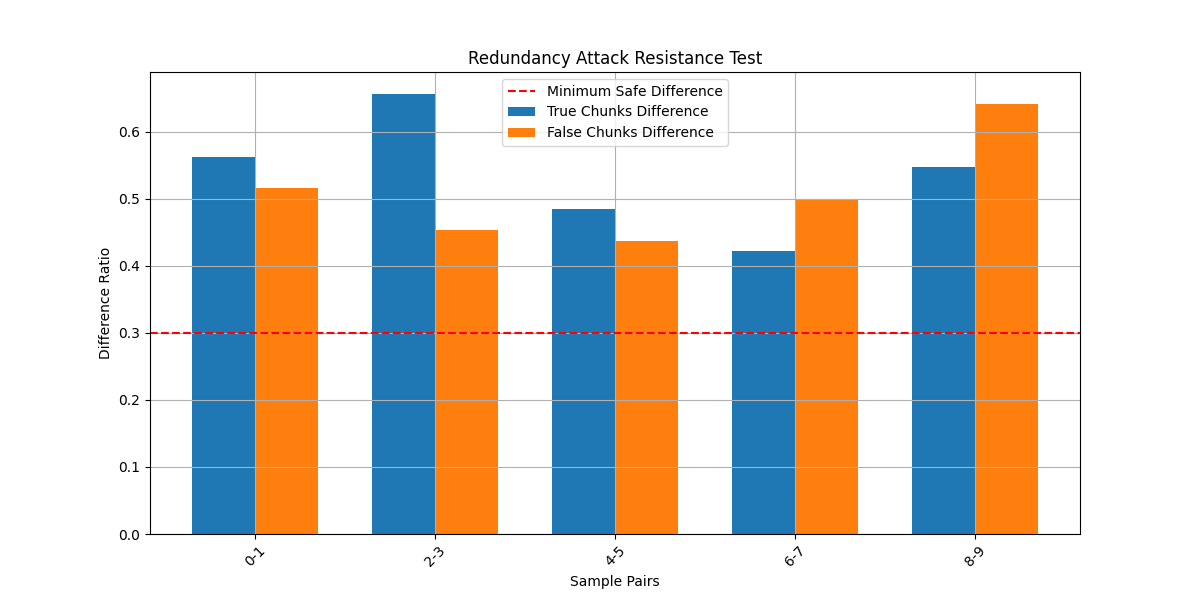 Redundancy Attack Resistance Test
Minimum Safe Difference
True Chunks Difference
False Chunks Difference
Difference Ratio
0.6
0.5
0.4
0.3
0.2
0.1
0.0
0-1
2-3
4-5
6-7
8-9
Sample Pairs